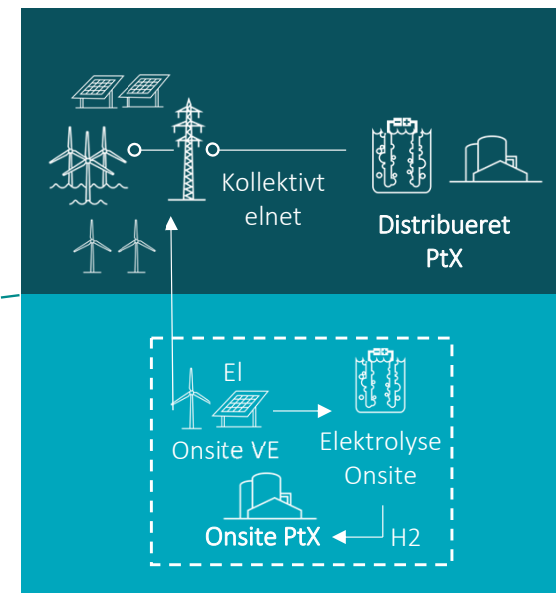 Kollektivt
elnet
Distribueret
PtX
El
Onsite VE
Elektrolyse
Onsite
Onsite PtX
H2